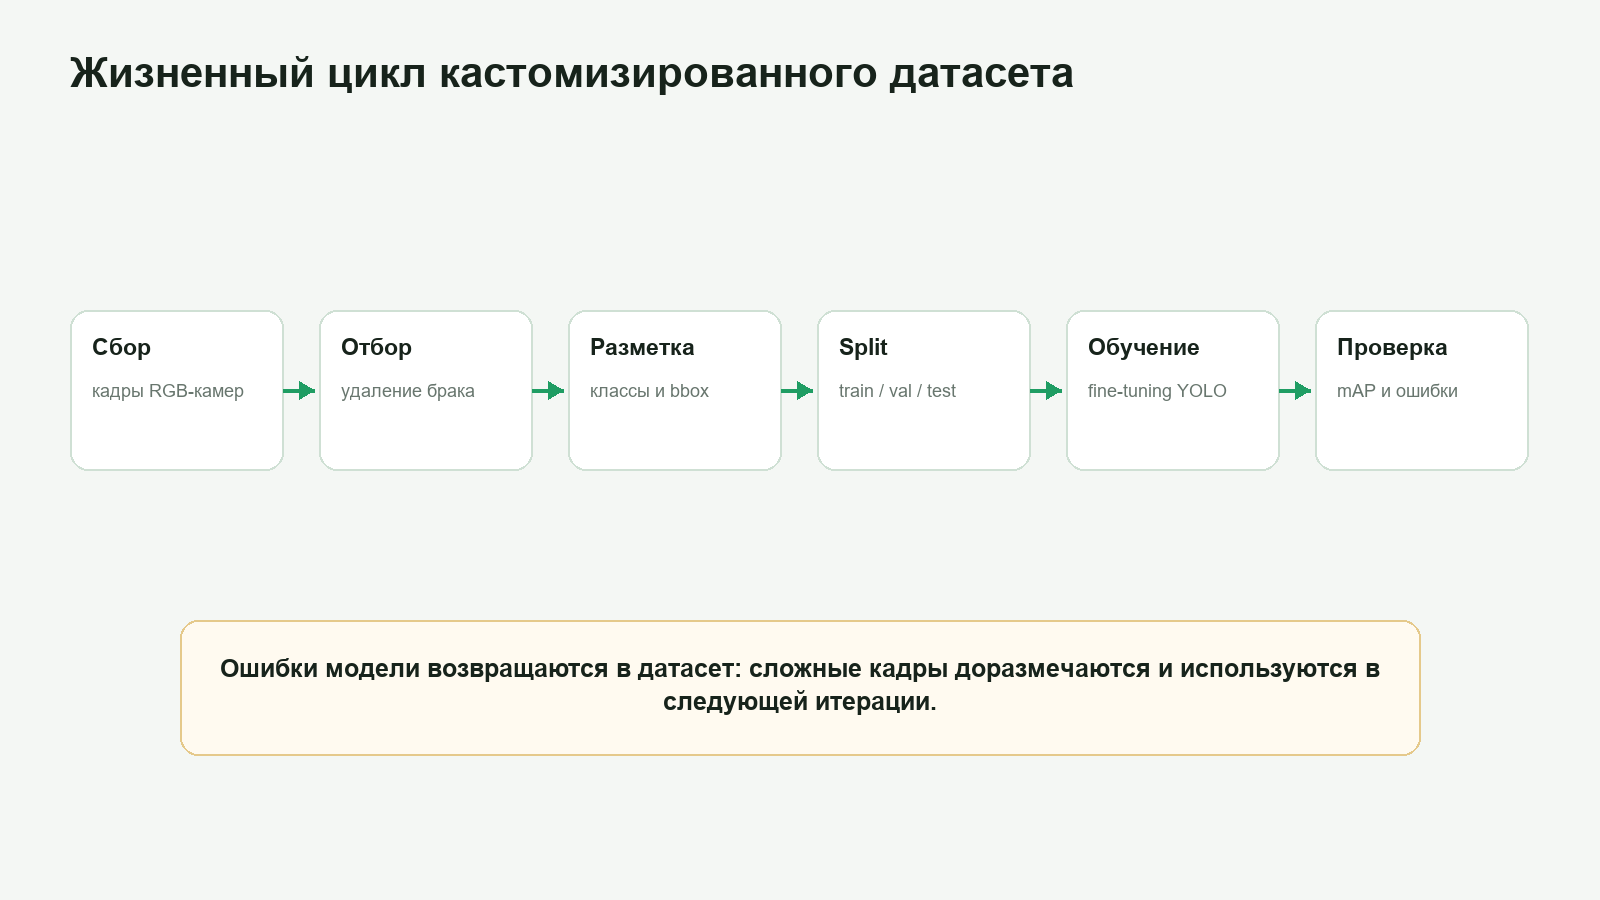 Жизненный цикл кастомизированного датасета
Сбор
кадры RGB-камер
Отбор
удаление брака
Разметка
классы и bbox
Split
train / val / test
Обучение
fine-tuning YOLO
Проверка
mAP и ошибки
Ошибки модели возвращаются в датасет: сложные кадры доразмечаются и используются в
следующей итерации.